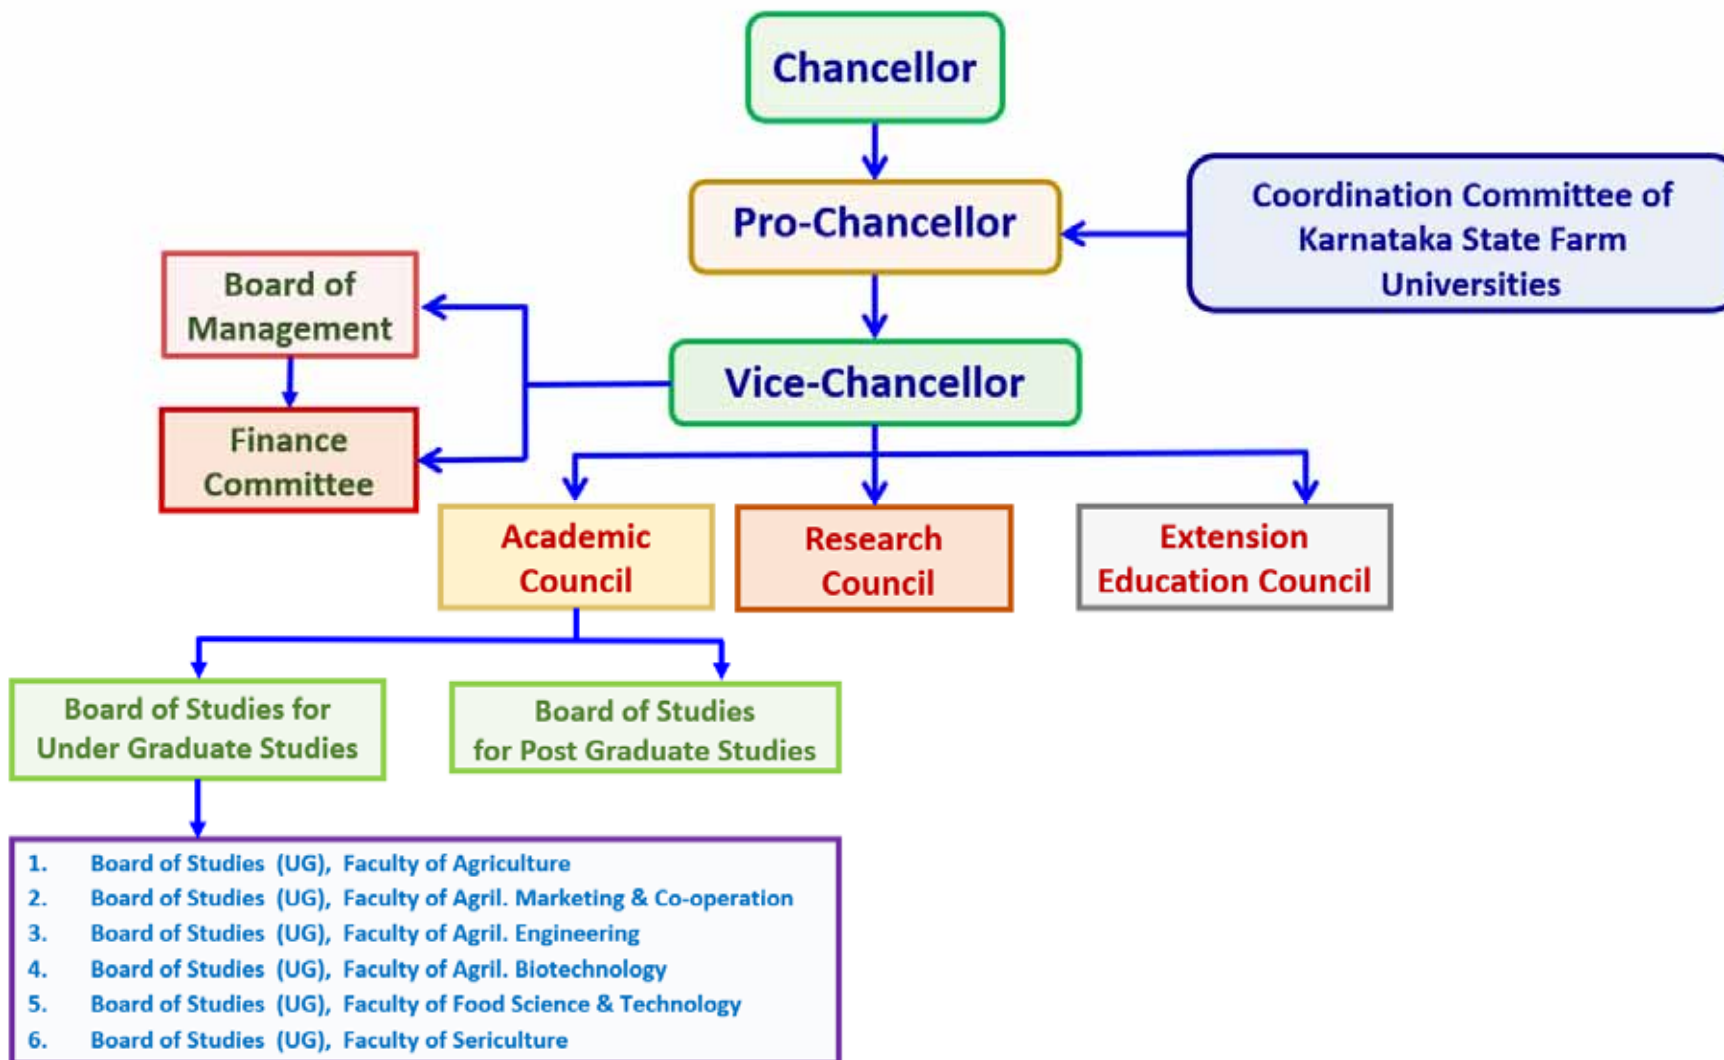 Chancellor
Pro-Chancellor
Coordination Committee of
Karnataka State Farm
Universities
Board of
Management
Vice-Chancellor
Finance
Committee
Academic
Council
Research
Council
Extension
Education Council
Board of Studies for
Under Graduate Studies
Board of Studies
for Post Graduate Studies
1. Board of Studies (UG), Faculty of Agriculture
2. Board of Studies (UG), Faculty of Agril. Marketing & Co-operation
3. Board of Studies (UG), Faculty of Agril. Engineering
4. Board of Studies (UG), Faculty of Agril. Biotechnology
5. Board of Studies (UG), Faculty of Food Science & Technology
6. Board of Studies (UG), Faculty of Sericulture